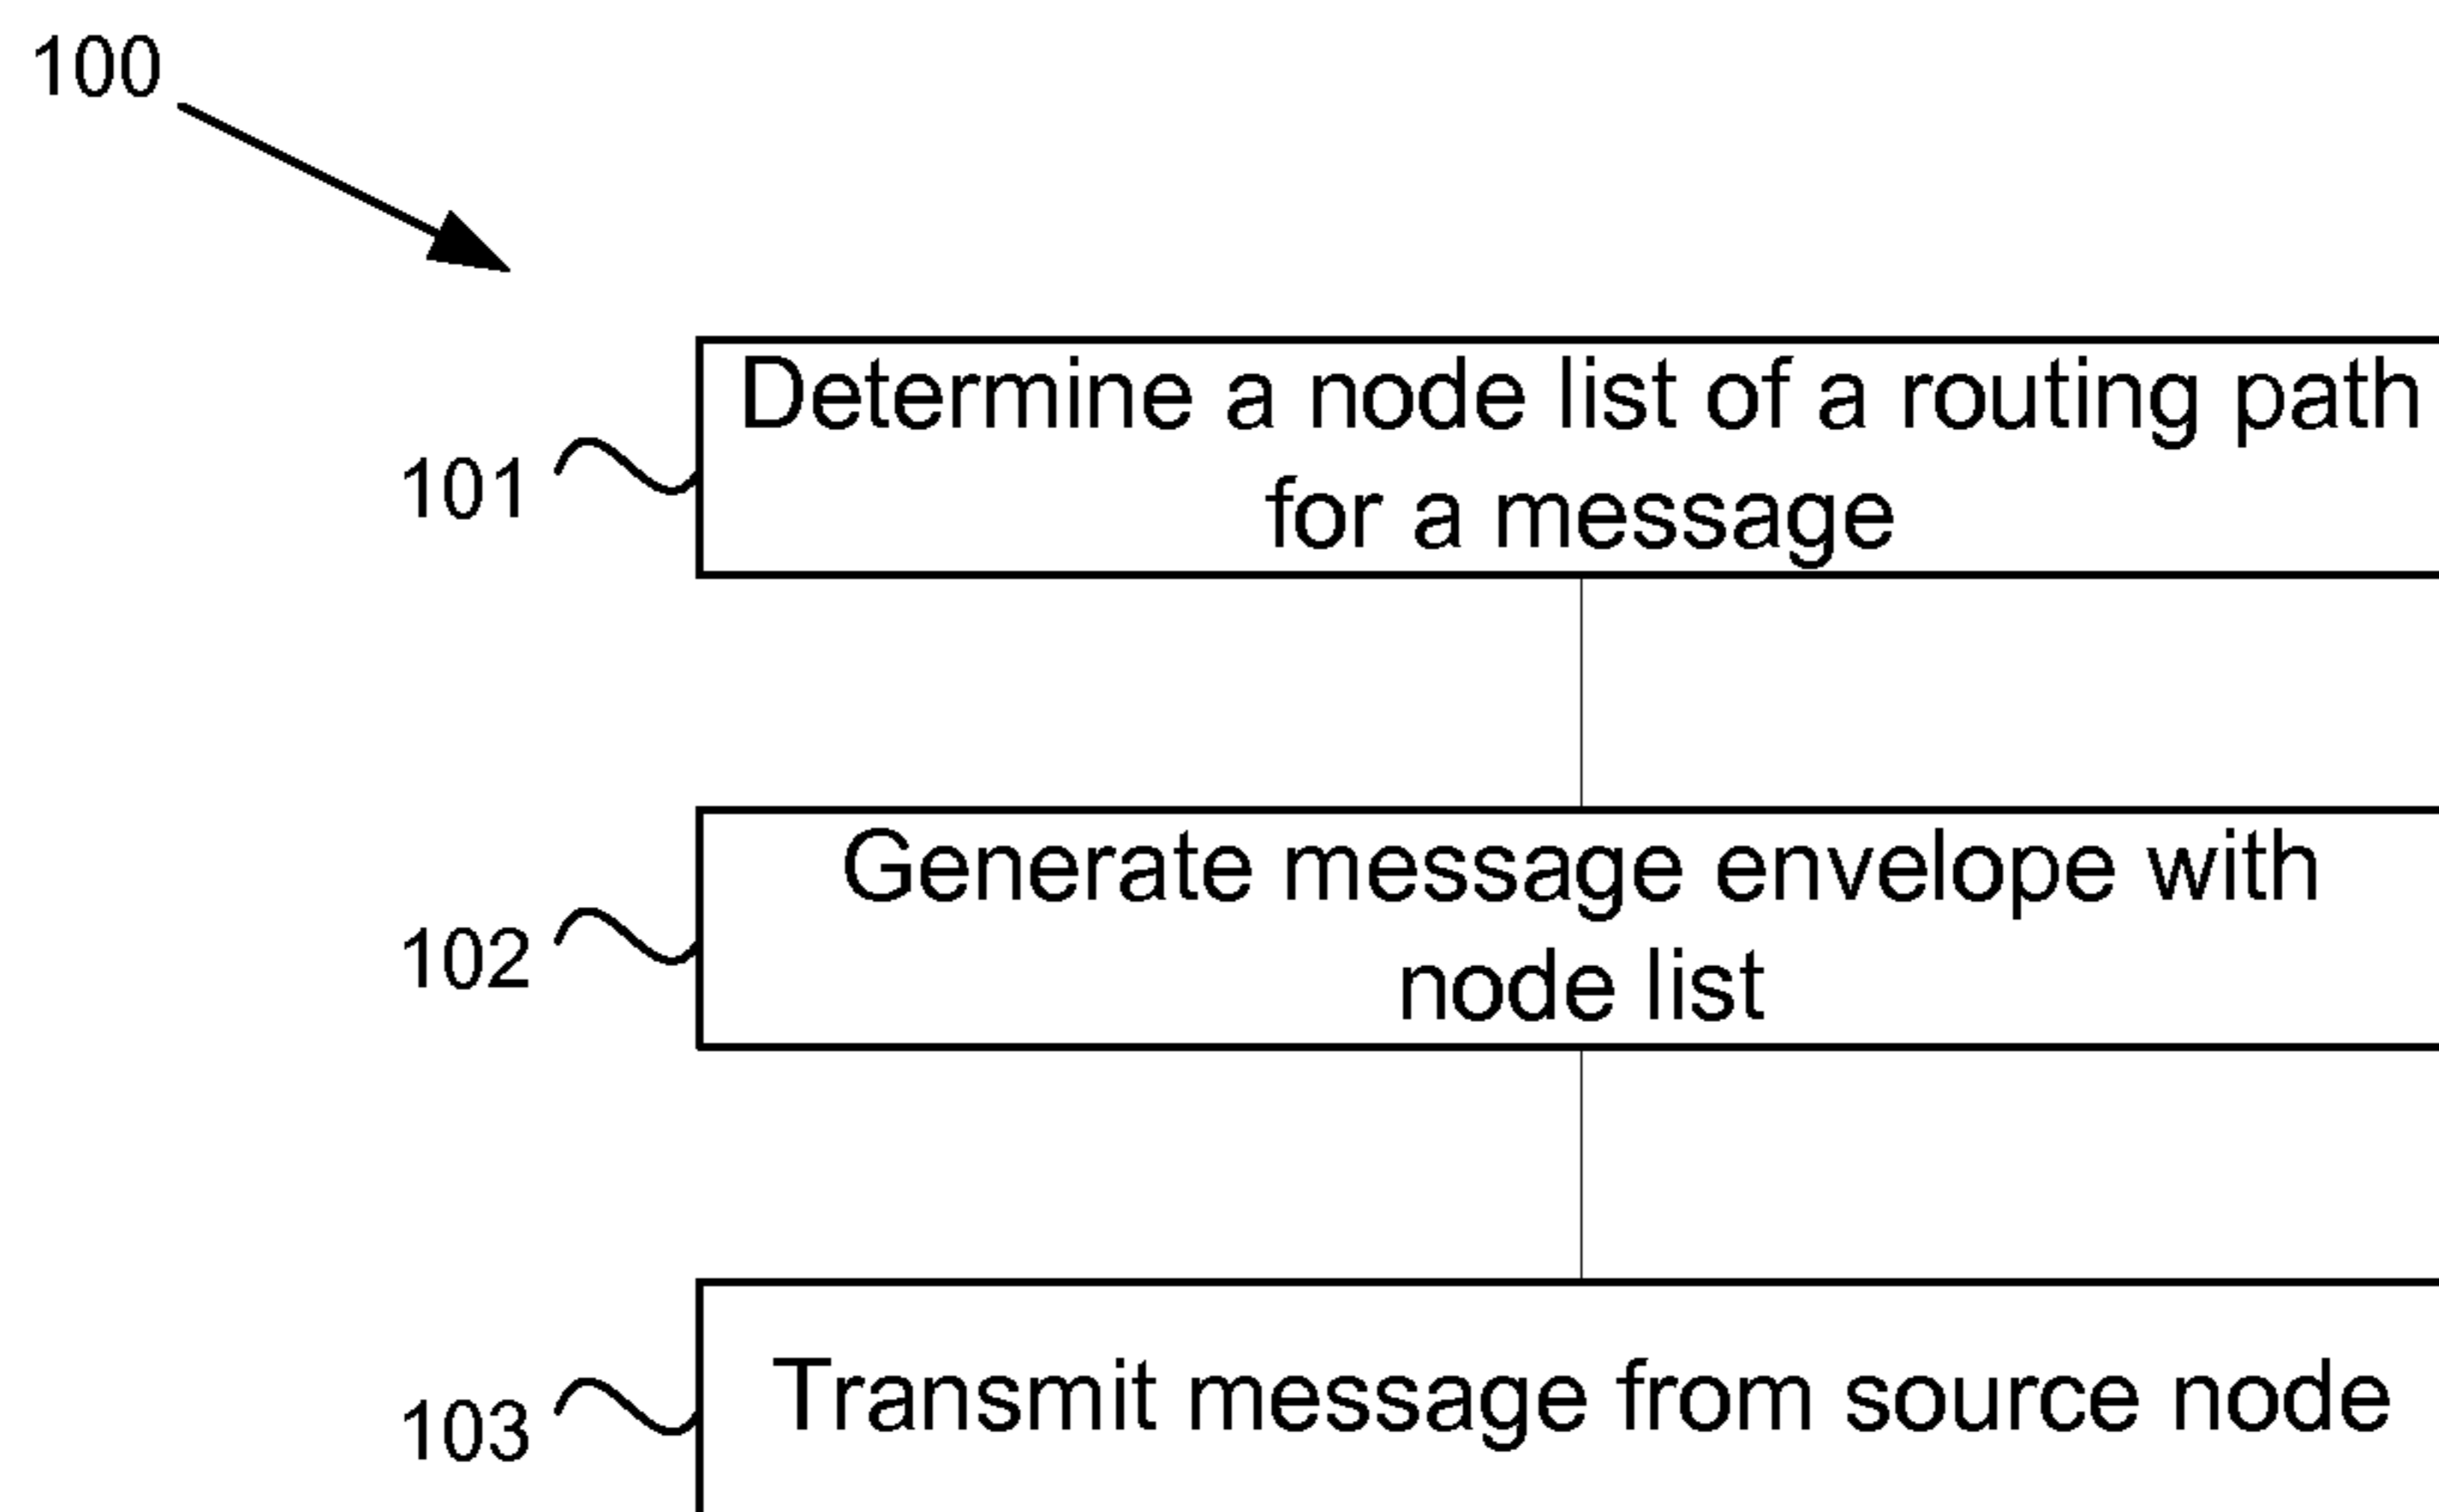 100
Determine a node list of a routing path
101
for a message
Generate message envelope with
102
node list
Transmit message from source node
103